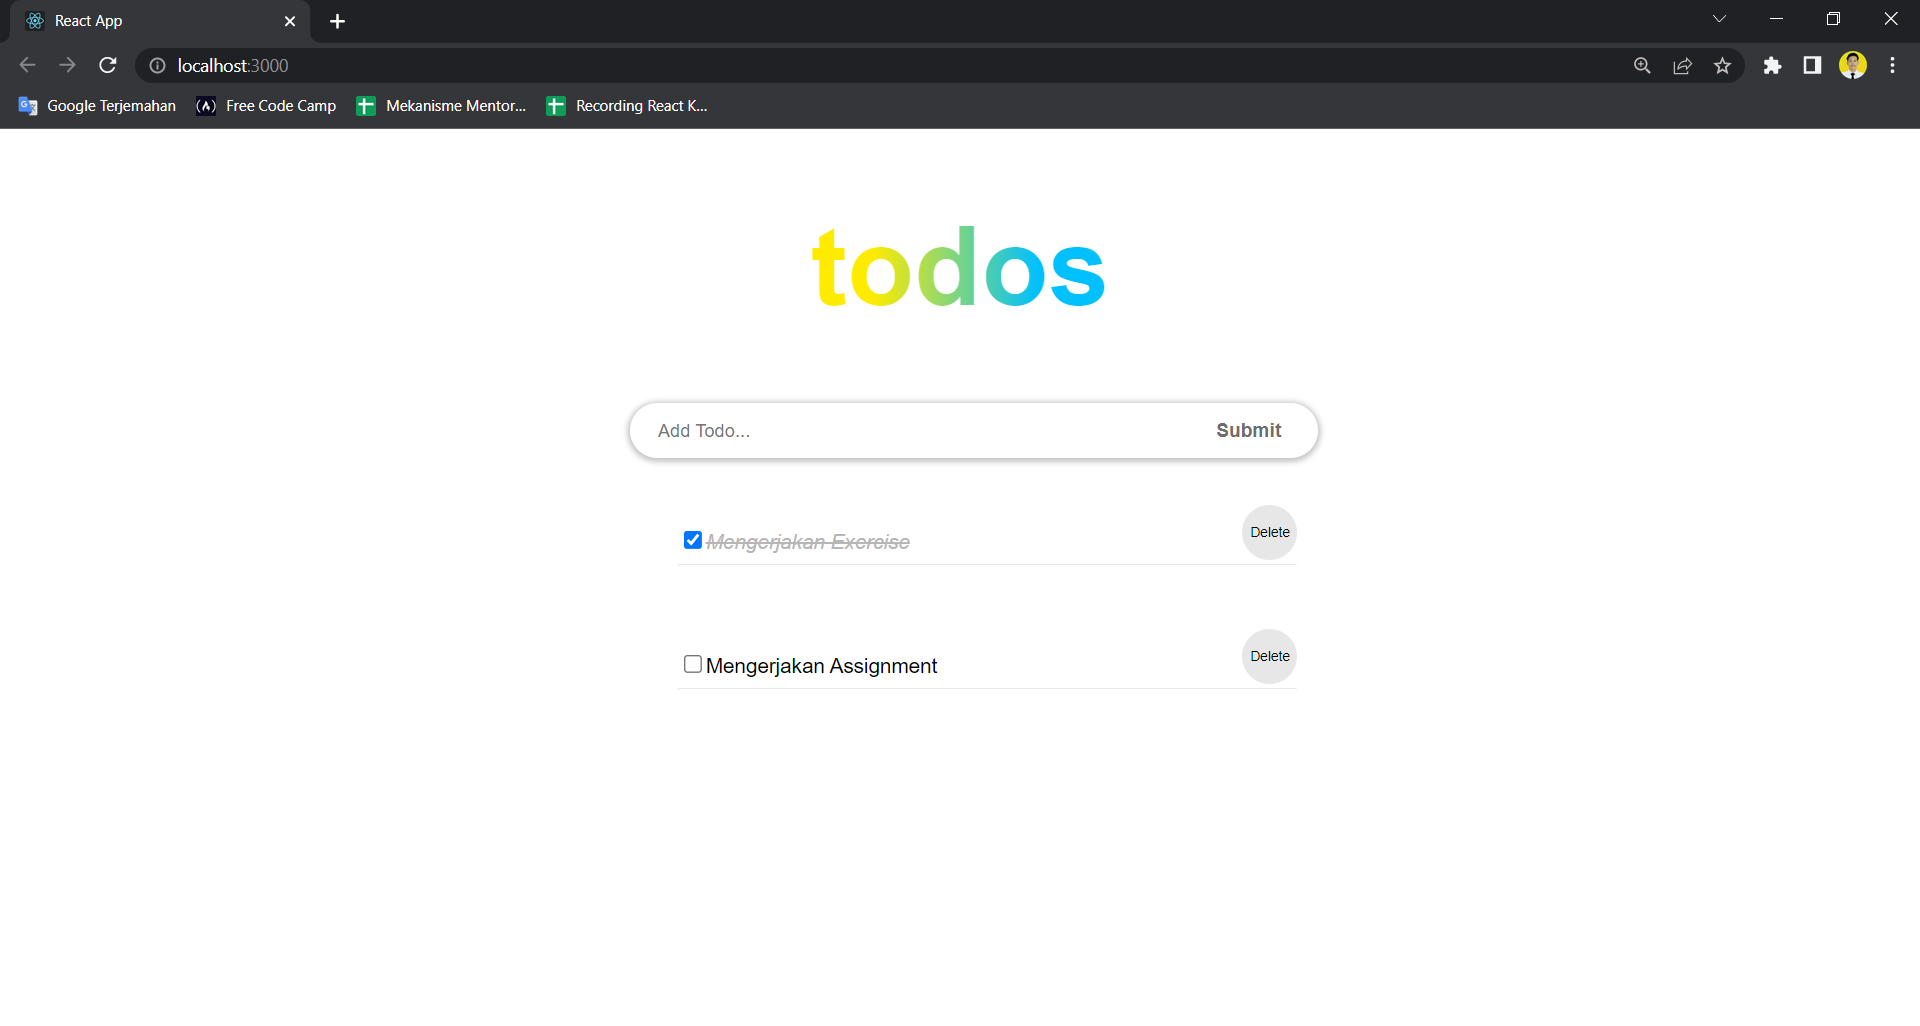 React App
localhost:3000
Google Terjemahan Free Code Camp Mekanisme Mentor... Recording React K...
todos
Add Todo... Submit
Mengerjakan Exercise Delete
Mengerjakan Assignment Delete